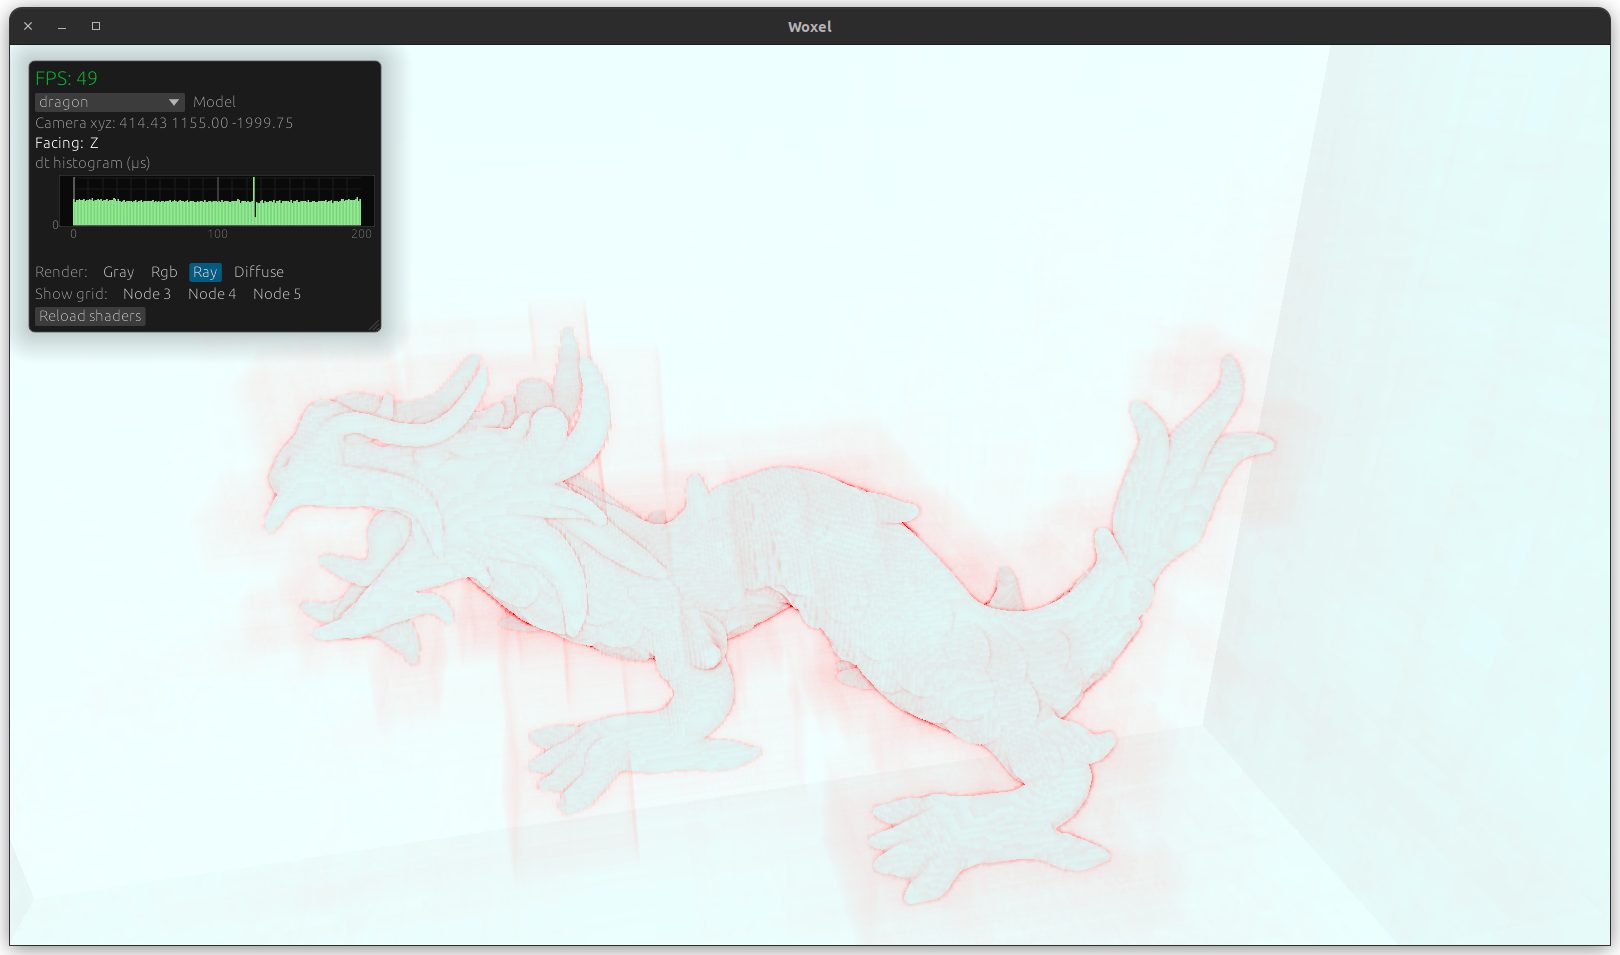 Woxel
FPS: 49
dragon Model
Camera xyz: 414.43 1155.00 -1999.75
Facing: Z
dt histogram (µs)
0
0 100 200
Render: Gray Rgb Ray Diffuse
Show grid: Node 3 Node 4 Node 5
Reload shaders